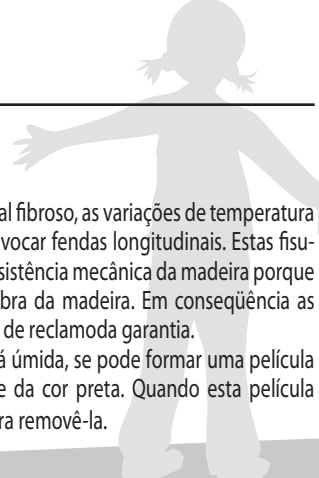 al fibroso, as variações de temperatura
vocar fendas longitudinais. Estas fisu-
sistência mecânica da madeira porque
bra da madeira. Em conseqüência as
de reclamoda garantia.
á úmida, se pode formar uma película
e da cor preta. Quando esta película
ra removê-la.